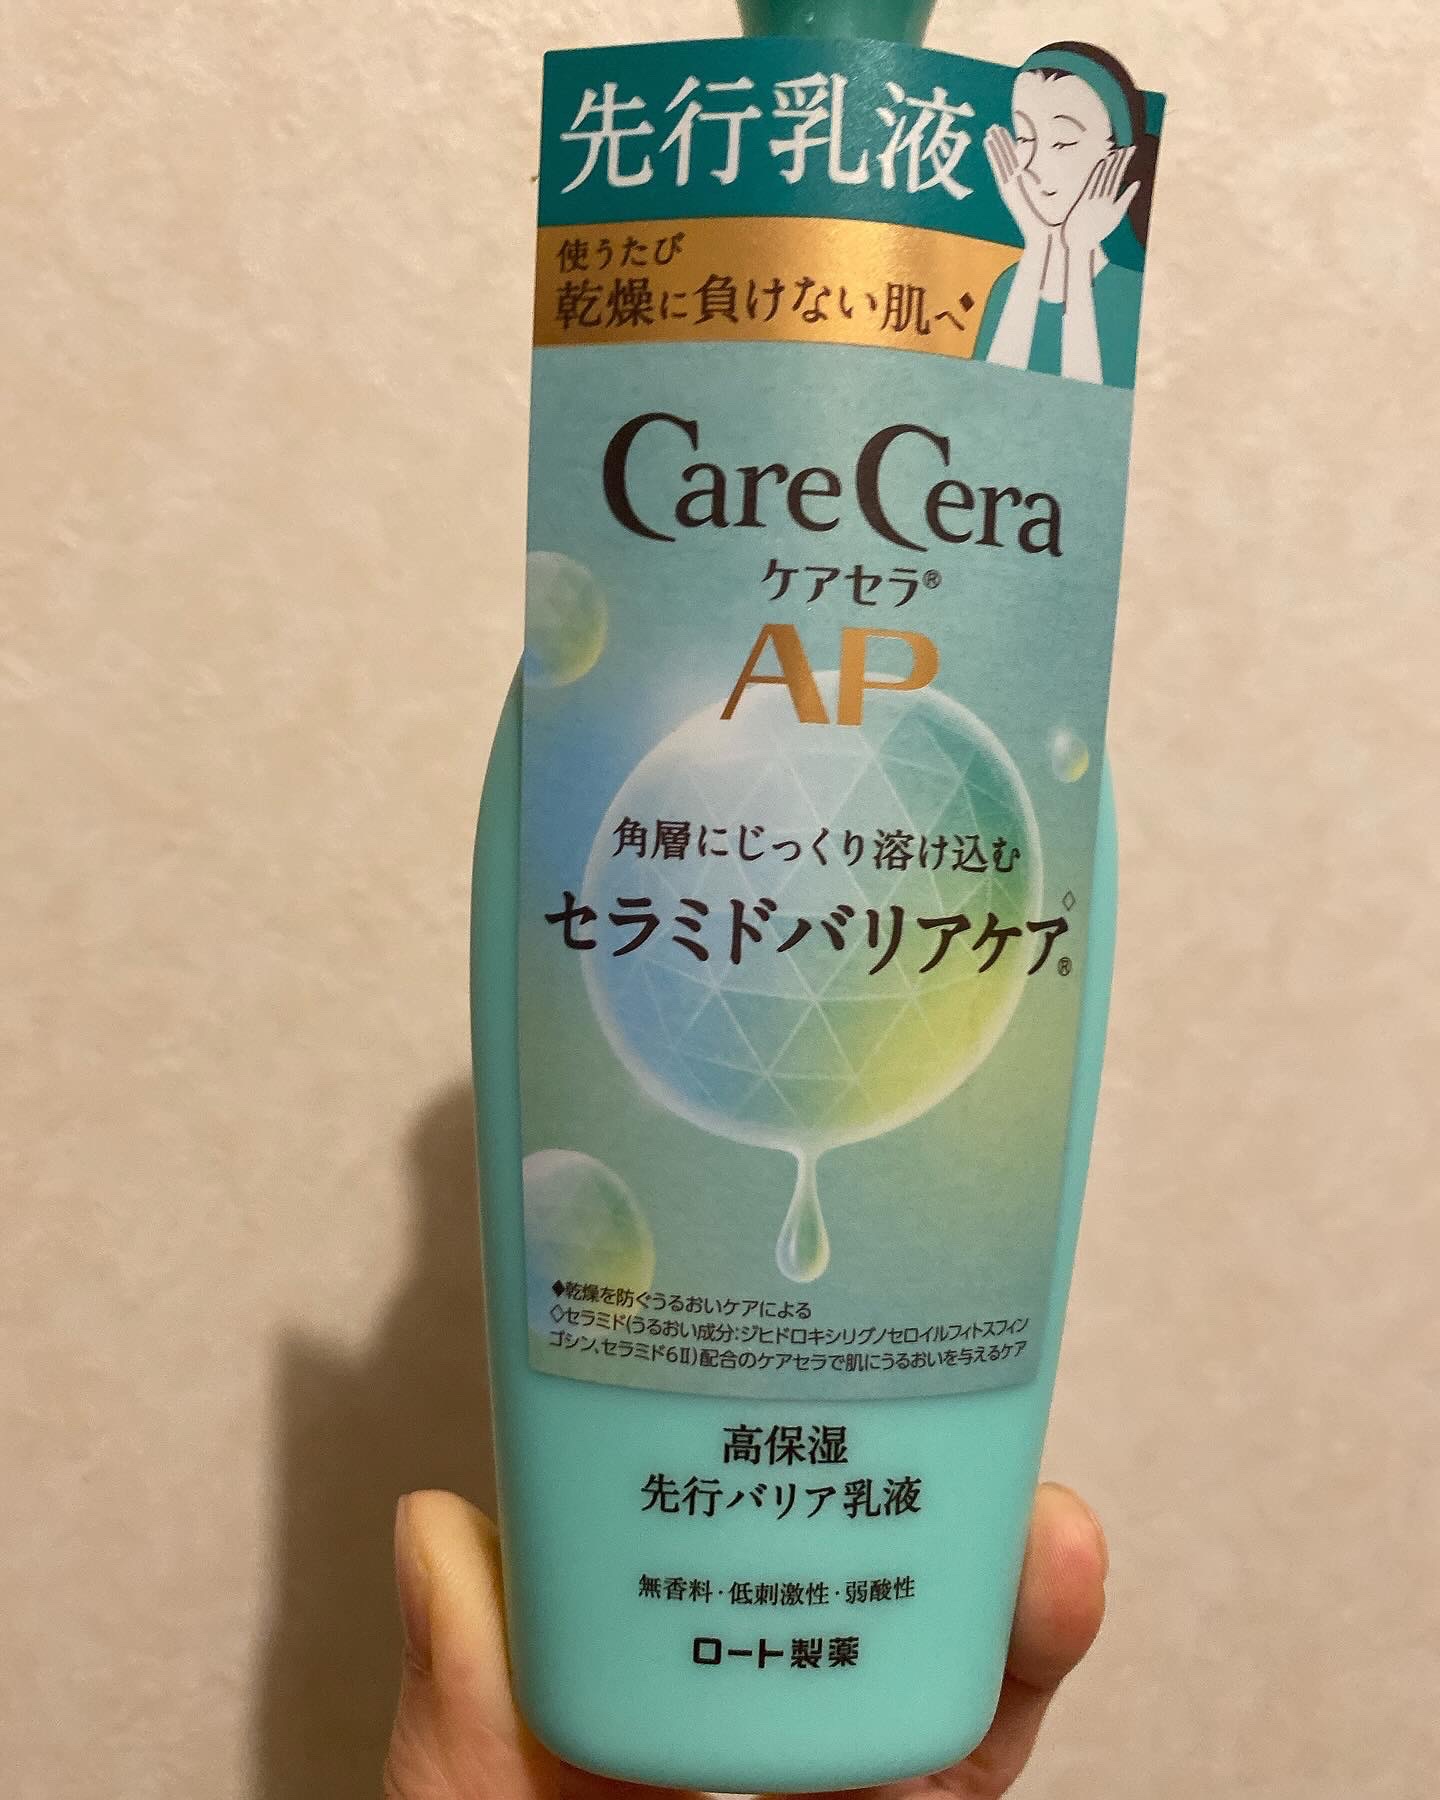 先行乳液
使うたび
乾燥に負けない肌へ◆
CareCera
ケアセラ®
AP
角層にじっくり溶け込む
セラミドバリアケア◇®
◆乾燥を防ぐうるおいケアによる
◇セラミド(うるおい成分:ジヒドロキシリグノセロイルフィトスフィン
ゴシン、セラミド6Ⅱ)配合のケアセラで肌にうるおいを与えるケア
高保湿
先行バリア乳液
無香料・低刺激性・弱酸性
ロート製薬